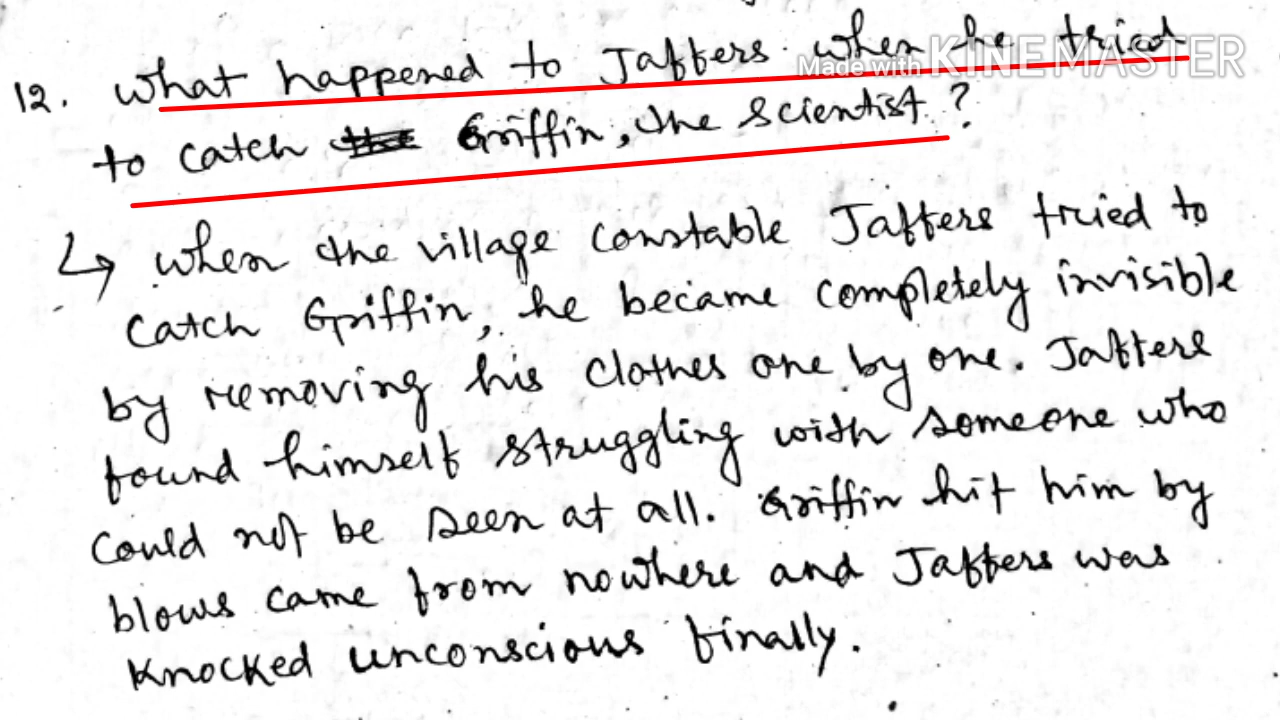 12. What happened to Jaffers when he tried
Made with KINEMASTER
to catch the Griffin, the scientist?
↳ When the village constable Jaffers tried to
catch Griffin, he became completely invisible
by removing his clothes one by one. Jaffers
found himself struggling with someone who
could not be seen at all. Griffin hit him by
blows came from nowhere and Jaffers was
knocked unconscious finally.